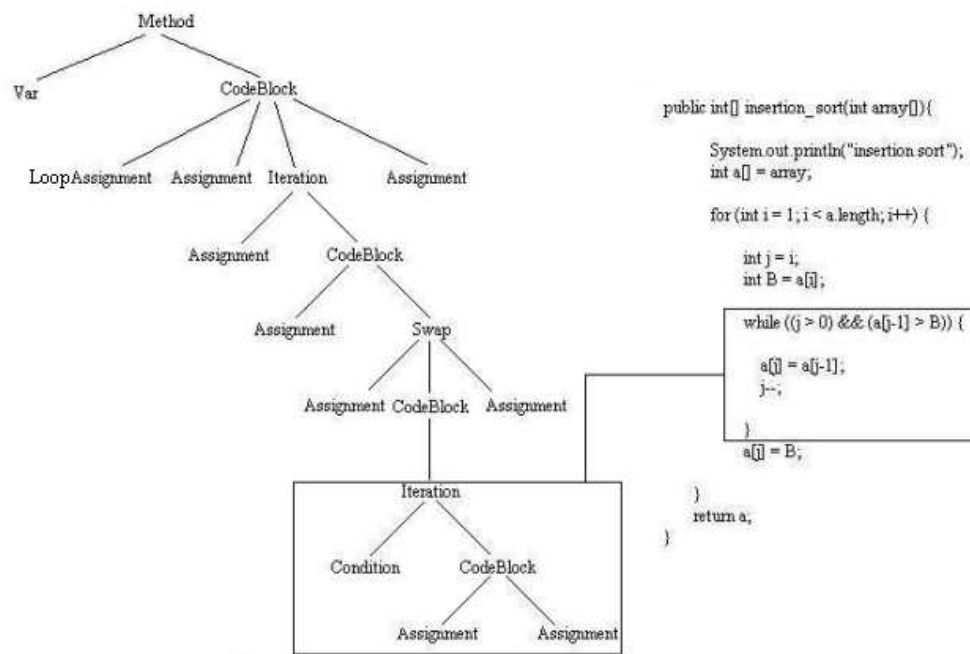 Method
Var
CodeBlock
LoopAssignment Assignment Iteration Assignment
Assignment CodeBlock
Assignment Swap
Assignment CodeBlock Assignment
Iteration
Condition CodeBlock
Assignment Assignment
public int[] insertion_sort(int array[]){
System.out.println("insertion sort");
int a[] = array;
for (int i = 1; i < a.length; i++) {
int j = i;
int B = a[i];
while ((j > 0) && (a[j-1] > B)) {
a[j] = a[j-1];
j--;
}
a[j] = B;
}
return a;
}